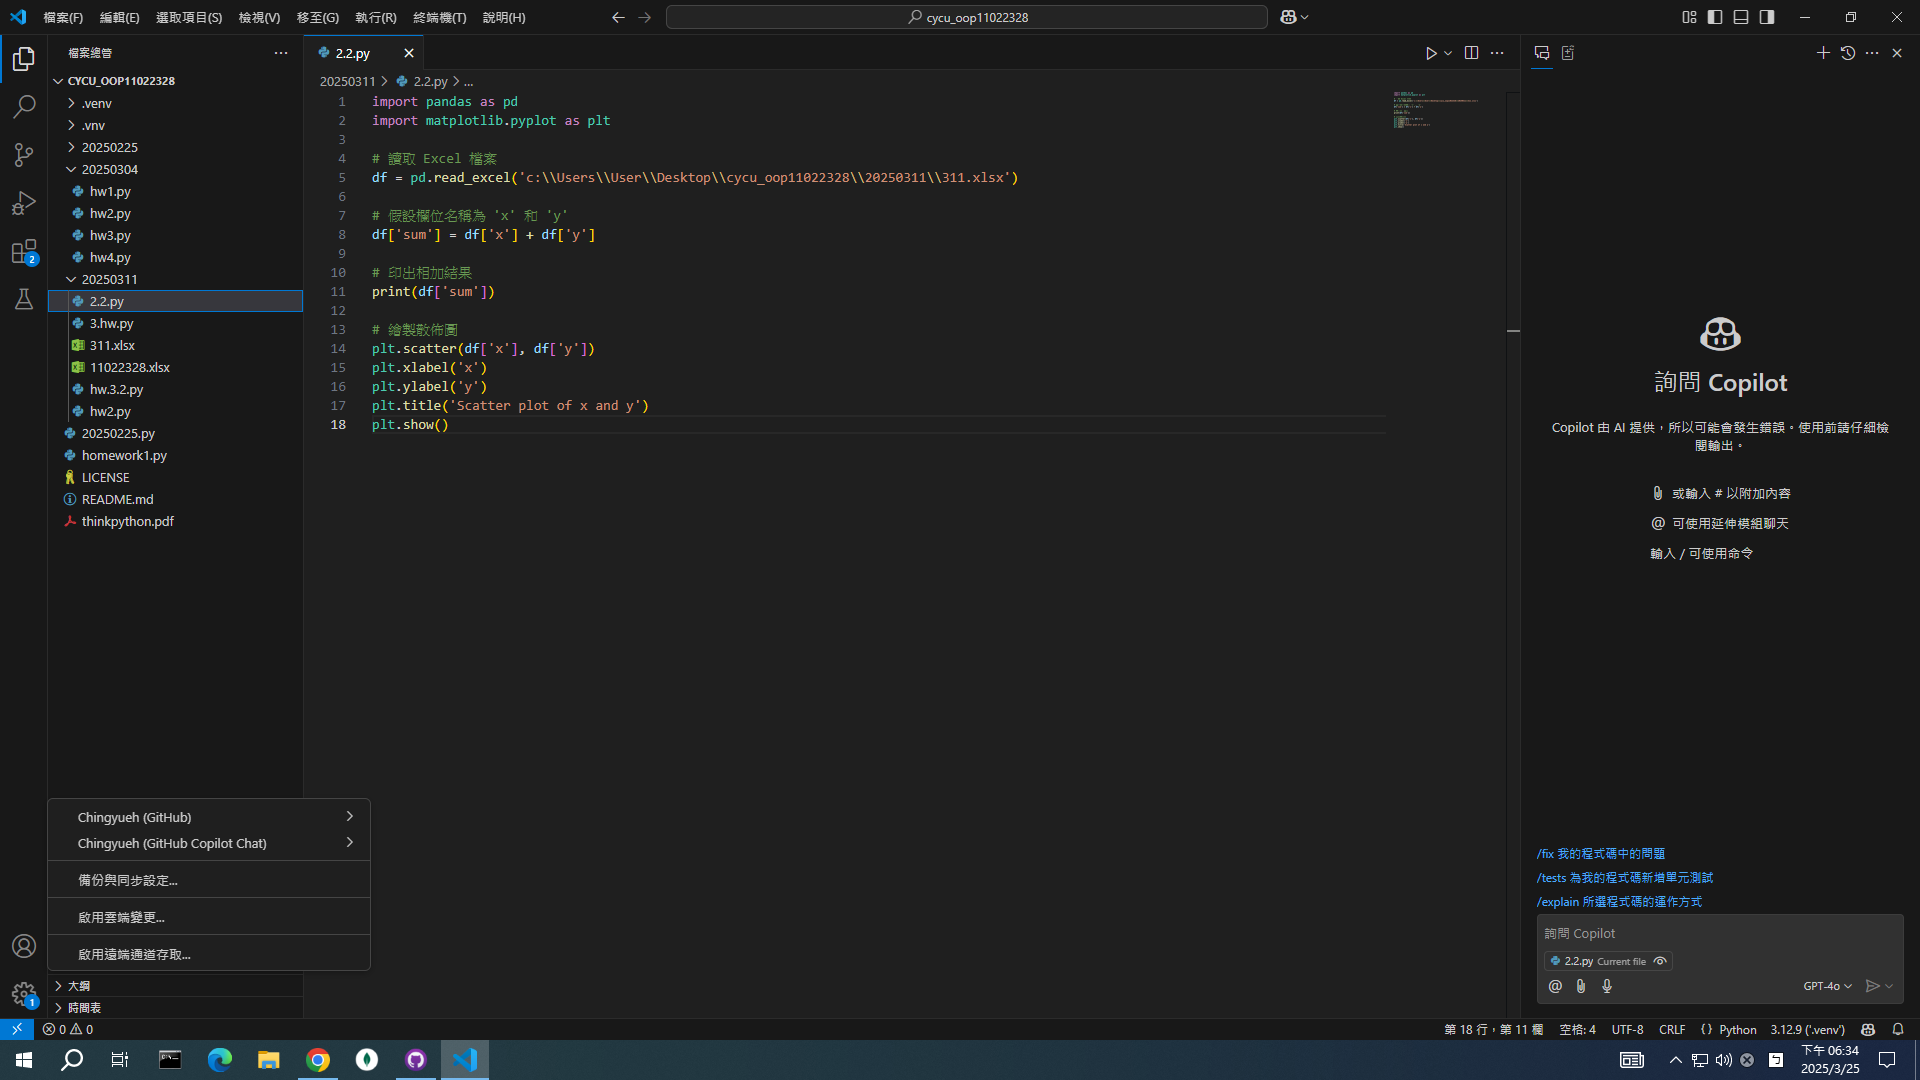 檔案(F) 編輯(E) 選取項目(S) 檢視(V) 移至(G) 執行(R) 終端機(T) 說明(H) cycu_oop11022328
檔案總管
CYCU_OOP11022328
.venv
.vnv
20250225
20250304
hw1.py
hw2.py
hw3.py
hw4.py
20250311
2.2.py
3.hw.py
311.xlsx
11022328.xlsx
hw.3.2.py
hw2.py
20250225.py
homework1.py
LICENSE
README.md
thinkpython.pdf
2
Chingyueh (GitHub)
Chingyueh (GitHub Copilot Chat)
備份與同步設定...
啟用雲端變更...
啟用遠端通道存取...
大綱
時間表
1
2.2.py
20250311 > 2.2.py > ...
1 import pandas as pd
2 import matplotlib.pyplot as plt
3
4 # 讀取 Excel 檔案
5 df = pd.read_excel('c:\\Users\\User\\Desktop\\cycu_oop11022328\\20250311\\311.xlsx')
6
7 # 假設欄位名稱為 'x' 和 'y'
8 df['sum'] = df['x'] + df['y']
9
10 # 印出相加結果
11 print(df['sum'])
12
13 # 繪製散佈圖
14 plt.scatter(df['x'], df['y'])
15 plt.xlabel('x')
16 plt.ylabel('y')
17 plt.title('Scatter plot of x and y')
18 plt.show()
詢問 Copilot
Copilot 由 AI 提供，所以可能會發生錯誤。使用前請仔細檢
閱輸出。
或輸入 # 以附加內容
@ 可使用延伸模組聊天
輸入 / 可使用命令
/fix 我的程式碼中的問題
/tests 為我的程式碼新增單元測試
/explain 所選程式碼的運作方式
詢問 Copilot
2.2.py Current file
@ GPT-4o
0 0 第 18 行，第 11 欄 空格: 4 UTF-8 CRLF {} Python 3.12.9 ('.venv')
ㄅ
下午 06:34
2025/3/25